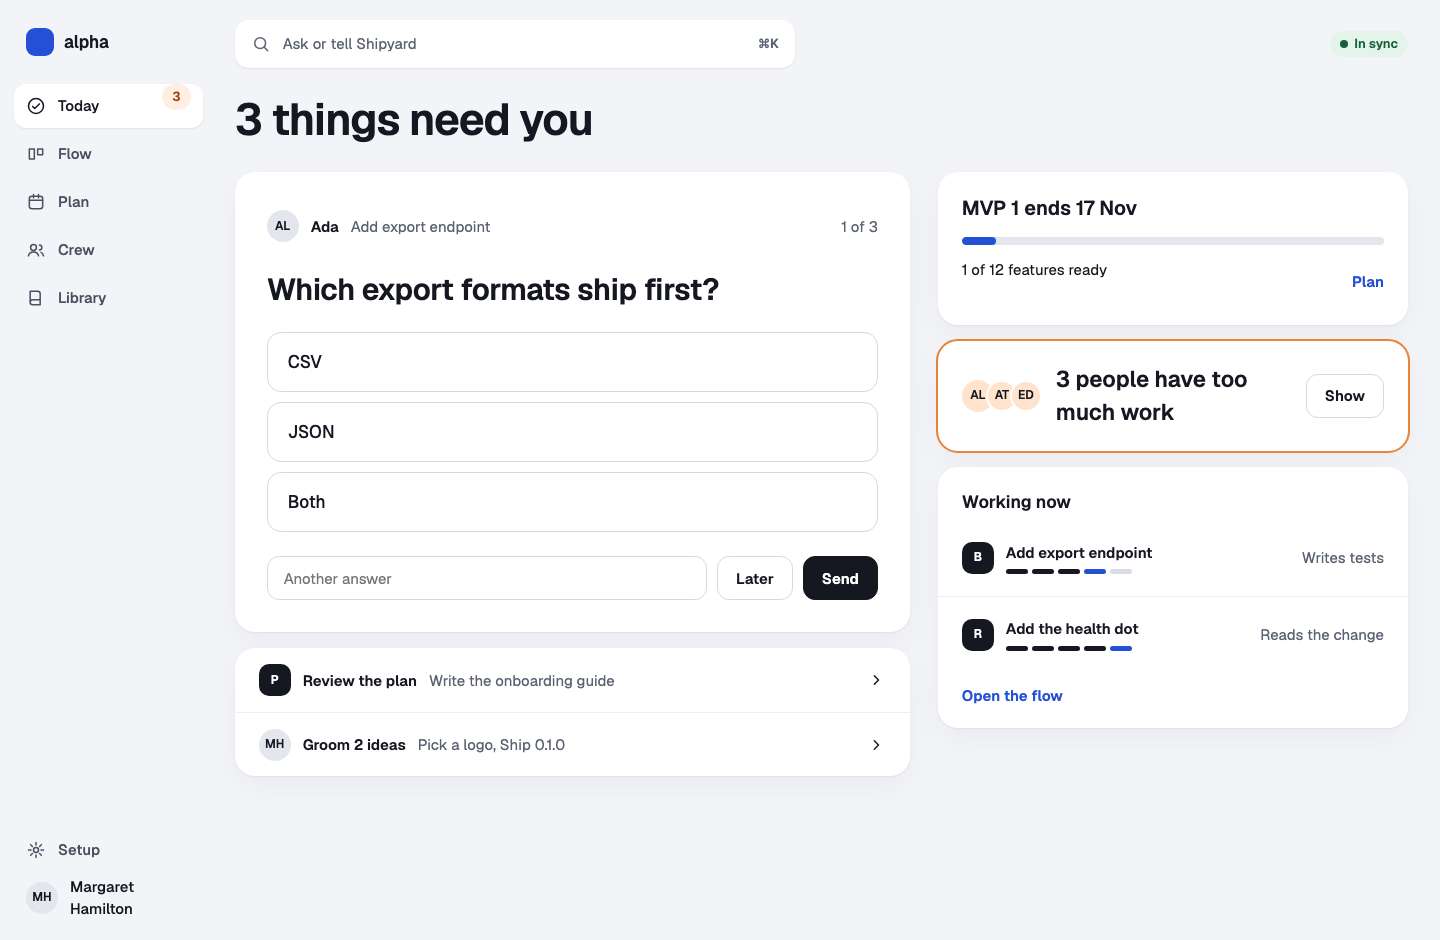 alpha
Ask or tell Shipyard
⌘K
In sync
Today
3
Flow
Plan
Crew
Library
3 things need you
AL
Ada
Add export endpoint
1 of 3
Which export formats ship first?
CSV
JSON
Both
Another answer
Later
Send
P
Review the plan
Write the onboarding guide
MH
Groom 2 ideas
Pick a logo, Ship 0.1.0
MVP 1 ends 17 Nov
1 of 12 features ready
Plan
AL
AT
ED
3 people have too
much work
Show
Working now
B
Add export endpoint
Writes tests
R
Add the health dot
Reads the change
Open the flow
Setup
MH
Margaret
Hamilton